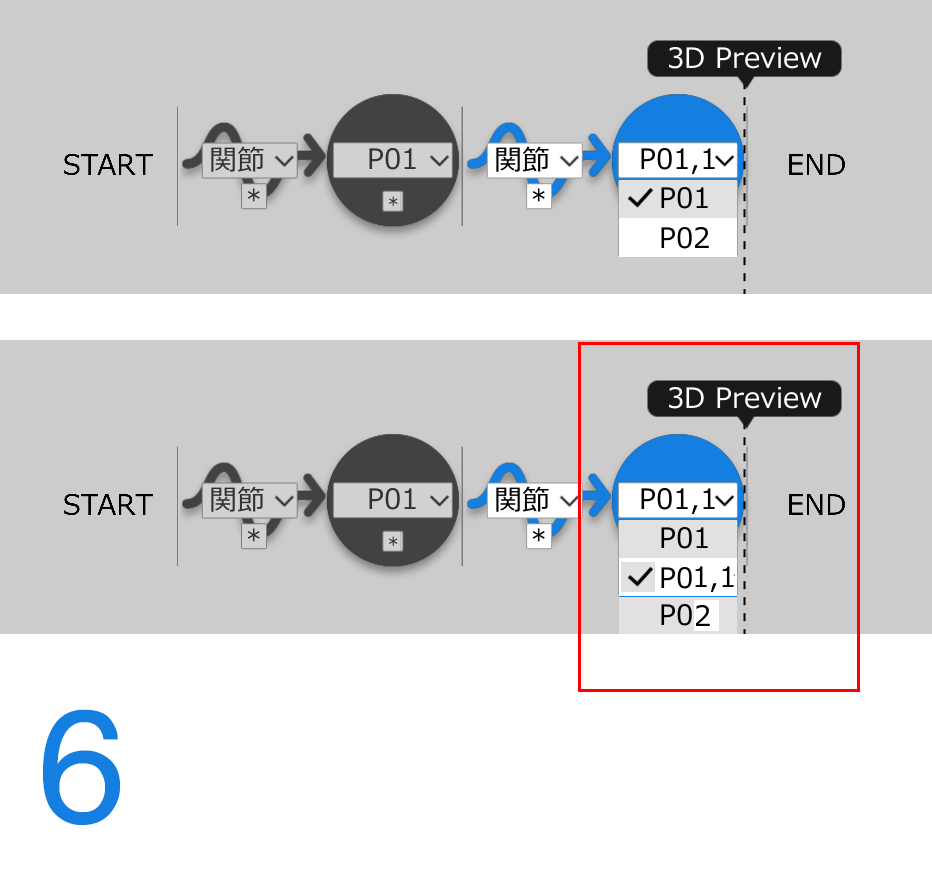 3D Preview
START 関節 P01 関節 P01,1 END
* * *
P01
P02
3D Preview
START 関節 P01 関節 P01,1 END
* * *
P01
P01,1
P02
6